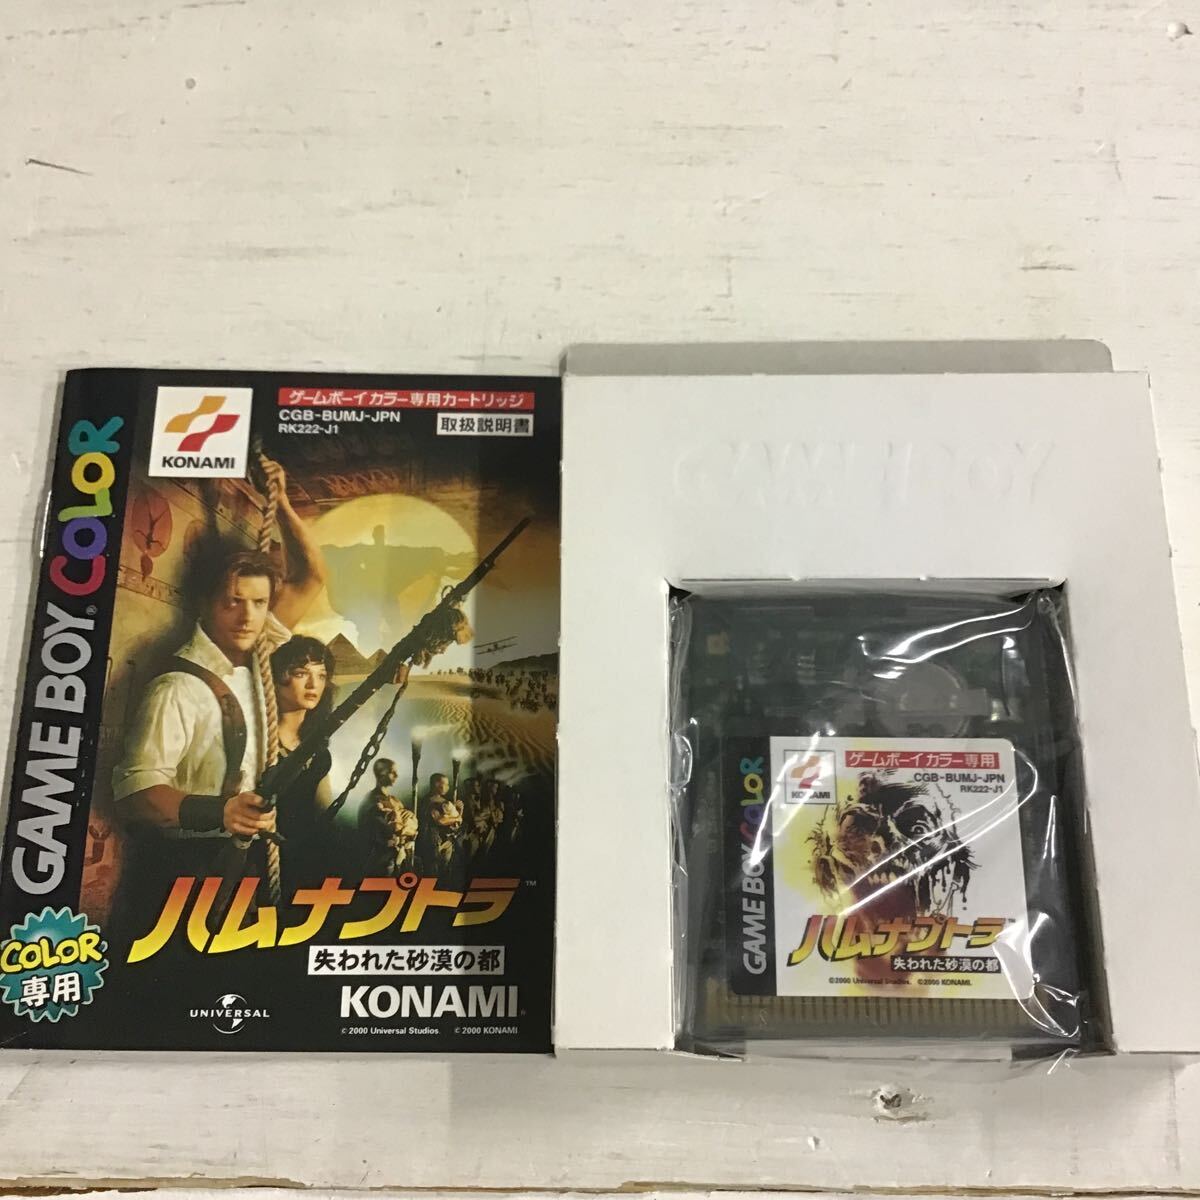 KONAMI
ゲームボーイカラー専用カートリッジ
CGB-BUMJ-JPN
RK222-J1
取扱説明書
GAME BOY COLOR
COLOR
専用
ハムナプトラ™
失われた砂漠の都
UNIVERSAL
KONAMI
© 2000 Universal Studios. © 2000 KONAMI
GAME BOY
KONAMI
ゲームボーイカラー専用
CGB-BUMJ-JPN
RK222-J1
GAME BOY COLOR
ハムナプトラ
失われた砂漠の都
©2000 Universal Studios. ©2000 KONAMI.